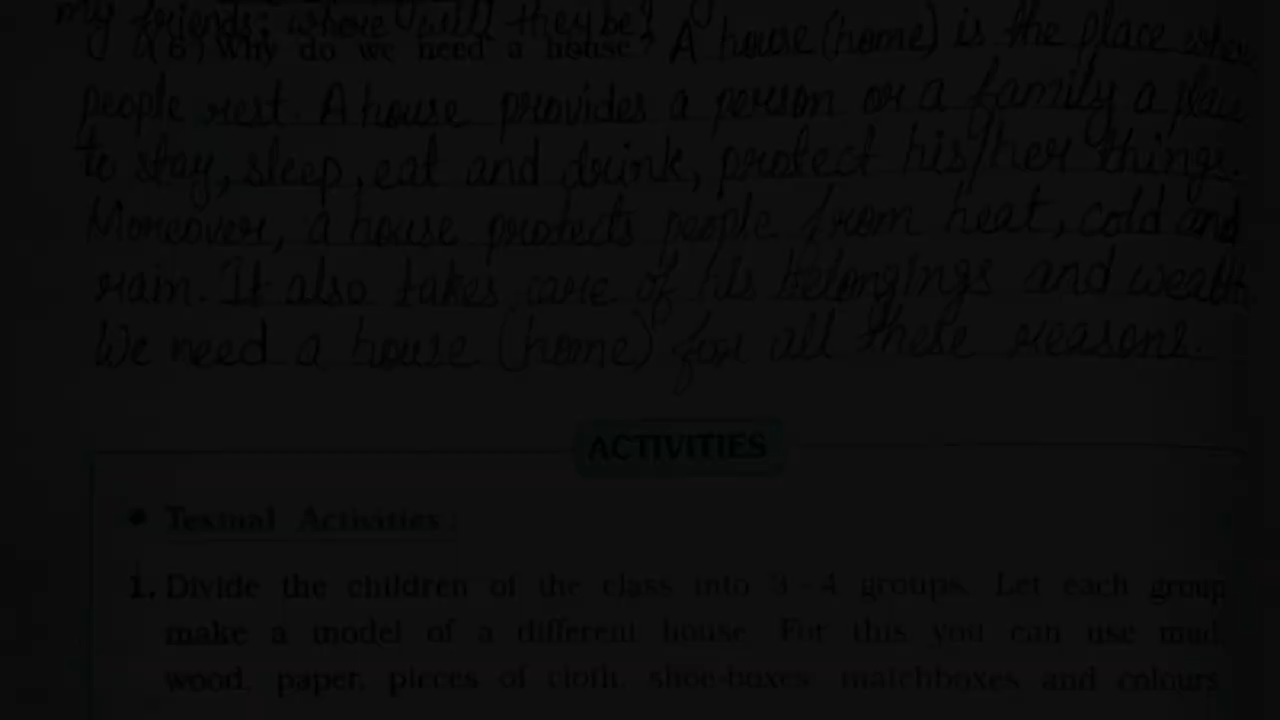 my friends; where will they be?
(6) Why do we need a house? A house (home) is the place
people rest. A house provides a person or a family a place
to stay, sleep, eat and drink, protect his/her things.
Moreover, a house protects people from heat, cold and
rain. It also takes care of his belongings and wealth
We need a house (home) for all these reasons.
ACTIVITIES
• Textual Activities :
1. Divide the children of the class into 3-4 groups. Let each group
make a model of a different house. For this you can use mud,
wood, paper, pieces of cloth, shoe-boxes, matchboxes and colours